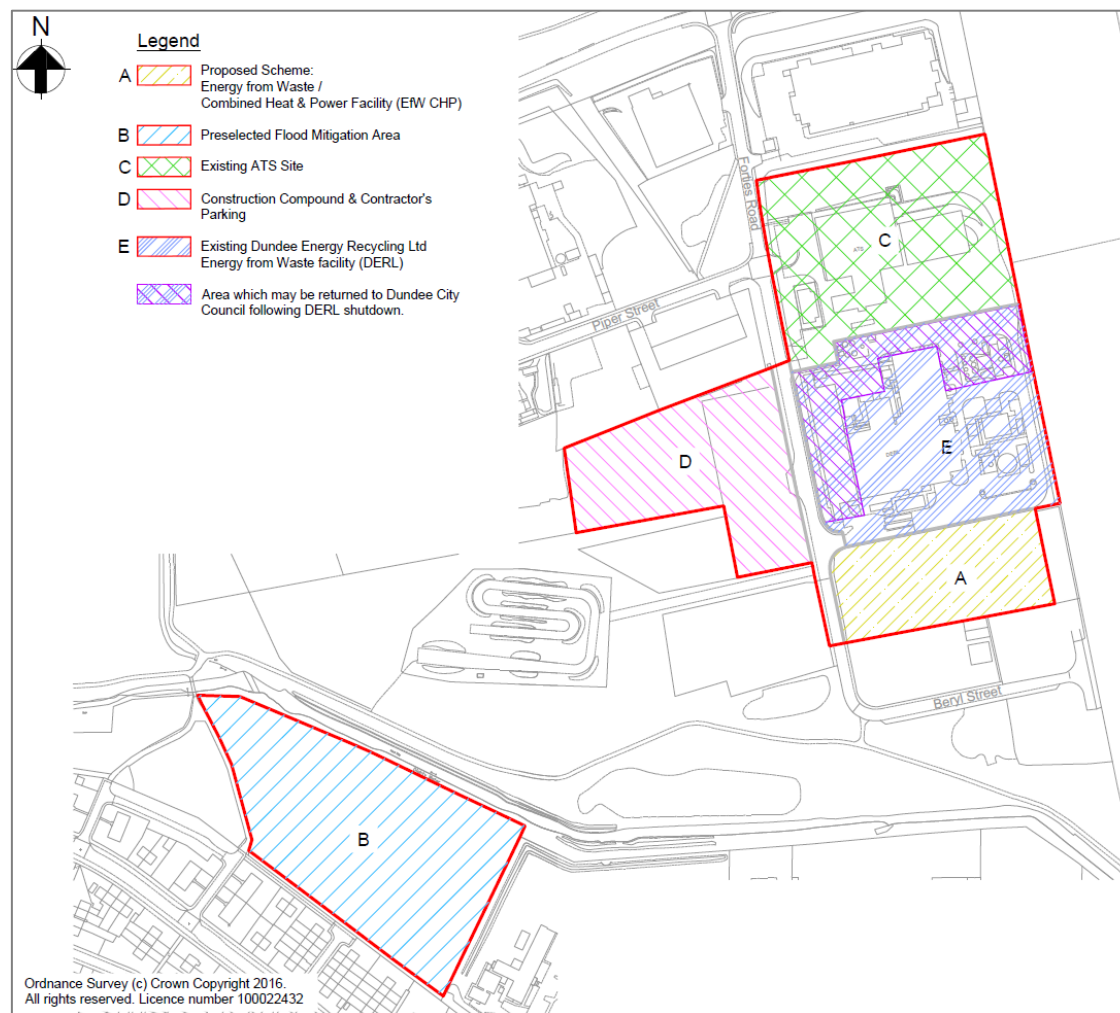 N
Legend
A
Proposed Scheme:
Energy from Waste /
Combined Heat & Power Facility (EfW CHP)
B
Preselected Flood Mitigation Area
C
Existing ATS Site
D
Construction Compound & Contractor's
Parking
E
Existing Dundee Energy Recycling Ltd
Energy from Waste facility (DERL)
Area which may be returned to Dundee City
Council following DERL shutdown.
Forties Road
C
ATS
Piper Street
D
E
DERL
A
Beryl Street
B
Ordnance Survey (c) Crown Copyright 2016.
All rights reserved. Licence number 100022432